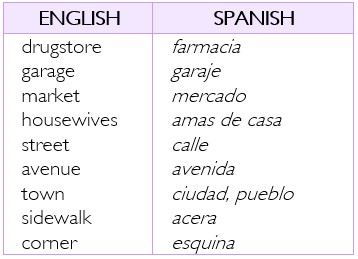 ENGLISH SPANISH
drugstore farmacia
garage garaje
market mercado
housewives amas de casa
street calle
avenue avenida
town ciudad, pueblo
sidewalk acera
corner esquina